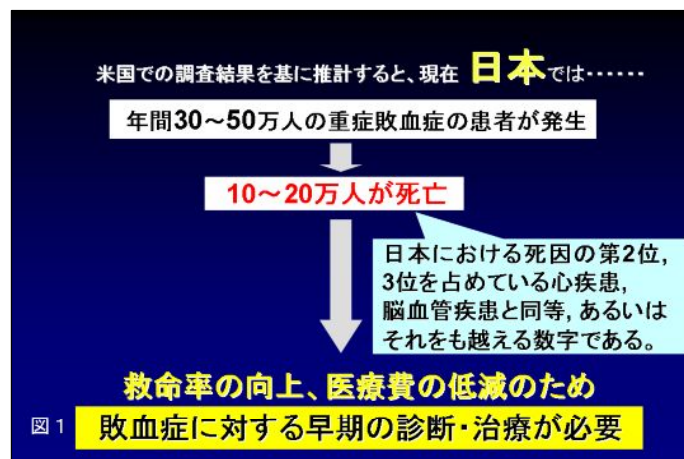 米国での調査結果を基に推計すると、現在 日本では‥‥‥
年間30～50万人の重症敗血症の患者が発生
10～20万人が死亡
日本における死因の第2位,
3位を占めている心疾患,
脳血管疾患と同等, あるいは
それをも越える数字である。
救命率の向上、医療費の低減のため
図1 敗血症に対する早期の診断・治療が必要